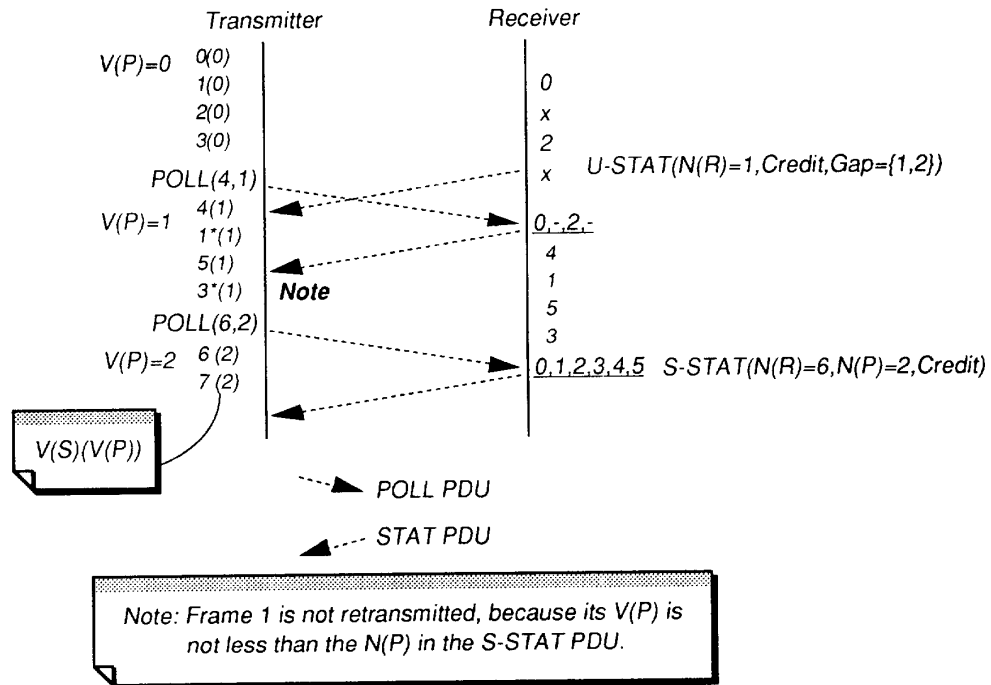 Transmitter Receiver
V(P)=0 0(0)
1(0) 0
2(0) x
3(0) 2
x U-STAT(N(R)=1,Credit,Gap={1,2})
POLL(4,1)
4(1)
V(P)=1 0,-,2,-
1*(1)
4
5(1)
1
3*(1) Note
5
POLL(6,2)
3
V(P)=2 6 (2) 0,1,2,3,4,5 S-STAT(N(R)=6,N(P)=2,Credit)
7 (2)
V(S)(V(P))
POLL PDU
STAT PDU
Note: Frame 1 is not retransmitted, because its V(P) is
not less than the N(P) in the S-STAT PDU.